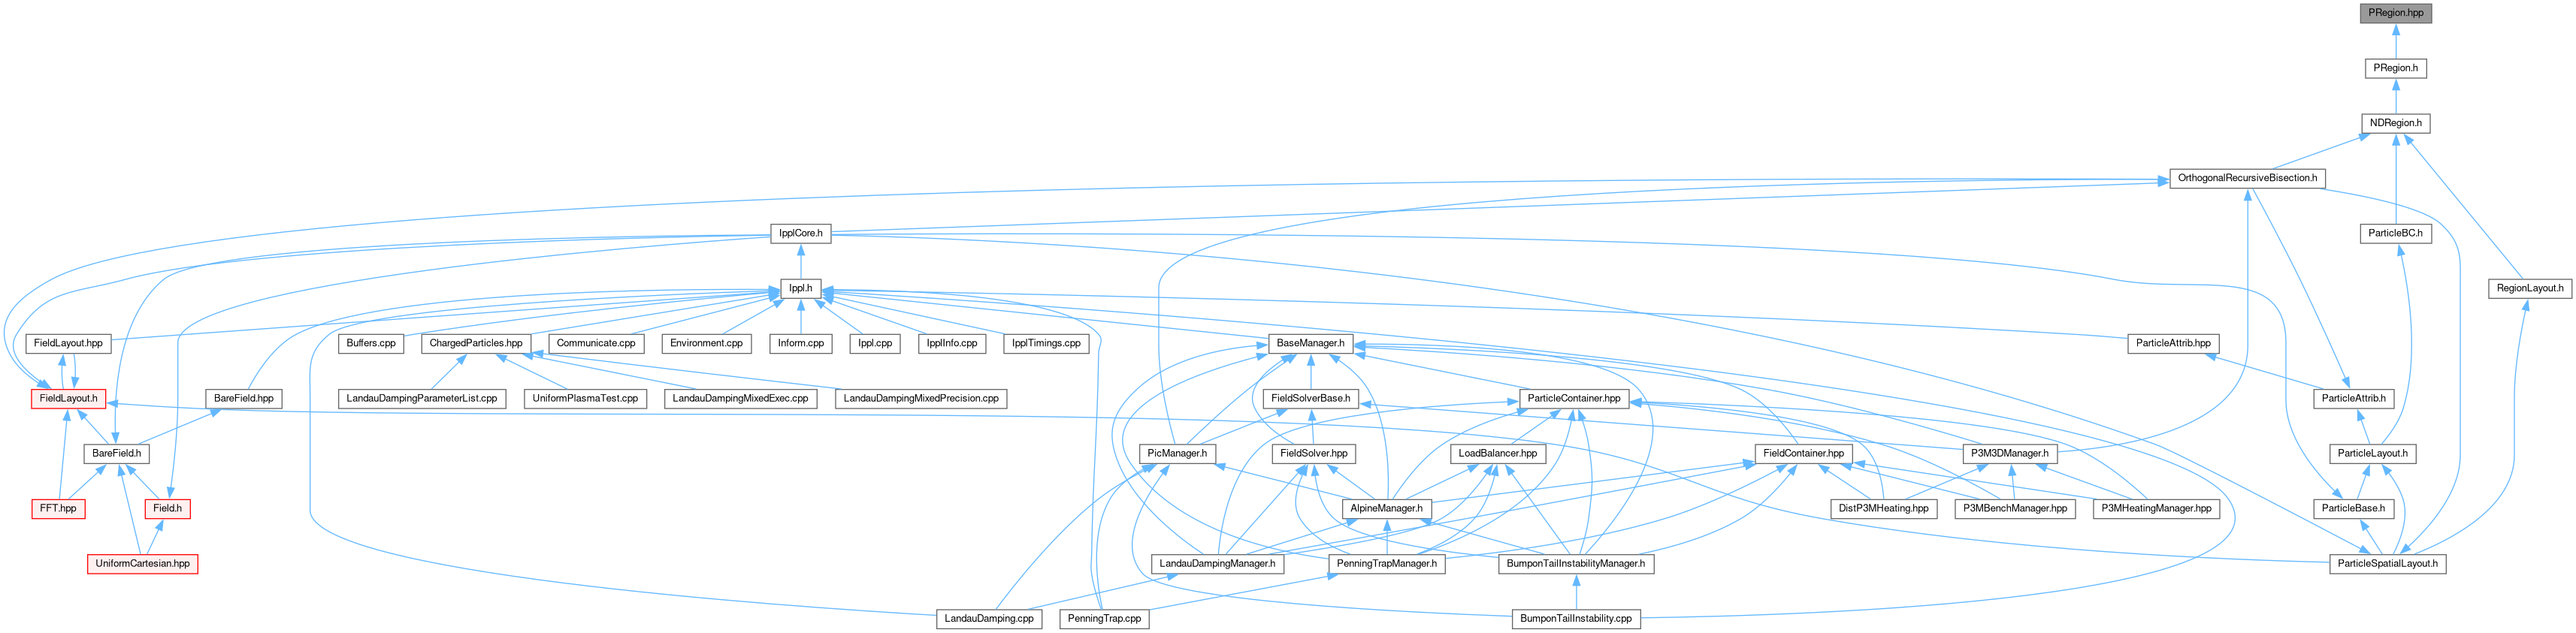 PRegion.hpp
PRegion.h
NDRegion.h
OrthogonalRecursiveBisection.h
IpplCore.h
ParticleBC.h
Ippl.h
RegionLayout.h
FieldLayout.hpp
Buffers.cpp
ChargedParticles.hpp
Communicate.cpp
Environment.cpp
Inform.cpp
Ippl.cpp
IpplInfo.cpp
IpplTimings.cpp
BaseManager.h
ParticleAttrib.hpp
FieldLayout.h
BareField.hpp
LandauDampingParameterList.cpp
UniformPlasmaTest.cpp
LandauDampingMixedExec.cpp
LandauDampingMixedPrecision.cpp
FieldSolverBase.h
ParticleContainer.hpp
ParticleAttrib.h
BareField.h
PicManager.h
FieldSolver.hpp
LoadBalancer.hpp
FieldContainer.hpp
P3M3DManager.h
ParticleLayout.h
FFT.hpp
Field.h
AlpineManager.h
DistP3MHeating.hpp
P3MBenchManager.hpp
P3MHeatingManager.hpp
ParticleBase.h
UniformCartesian.hpp
LandauDampingManager.h
PenningTrapManager.h
BumponTailInstabilityManager.h
ParticleSpatialLayout.h
LandauDamping.cpp
PenningTrap.cpp
BumponTailInstability.cpp